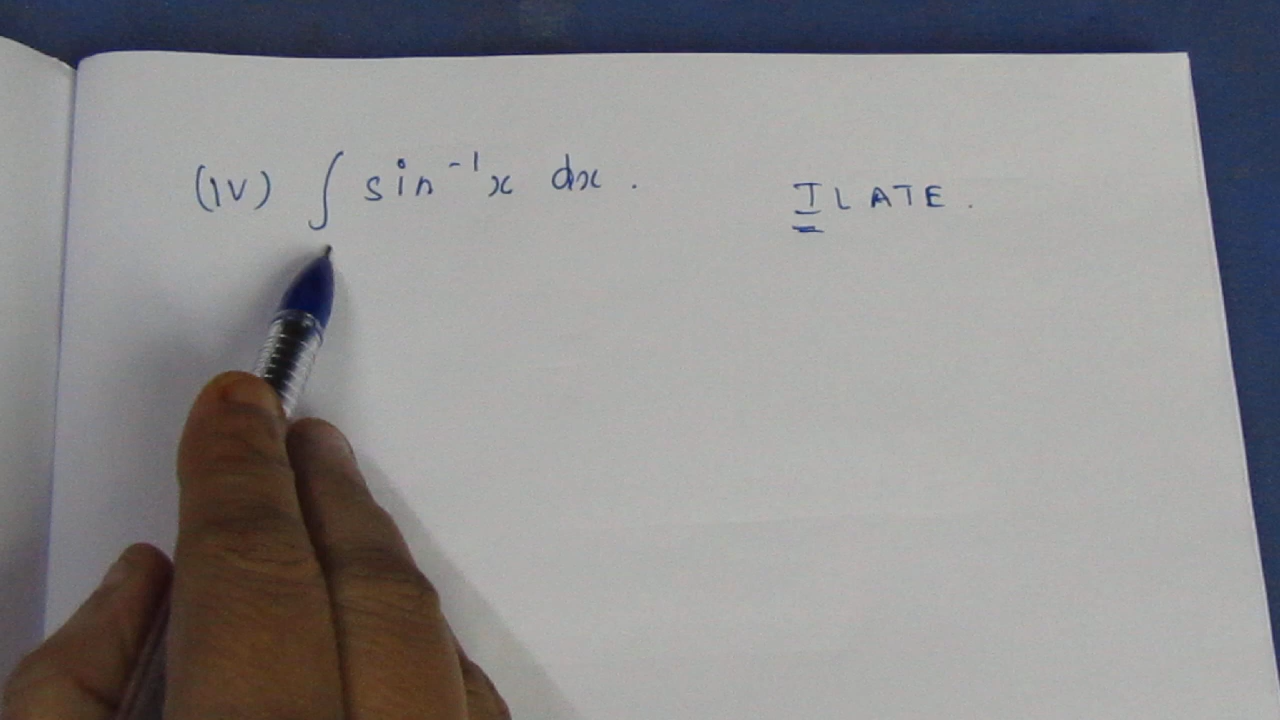 (IV) ∫ sin⁻¹x dx .
ILATE .